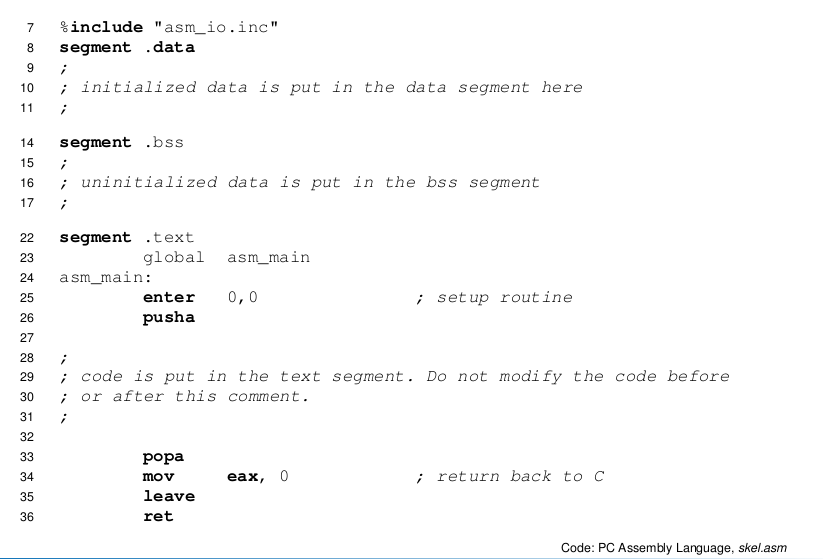 7 %include "asm_io.inc"
8 segment .data
9 ;
10 ; initialized data is put in the data segment here
11 ;
14 segment .bss
15 ;
16 ; uninitialized data is put in the bss segment
17 ;
22 segment .text
23 global asm_main
24 asm_main:
25 enter 0,0 ; setup routine
26 pusha
27
28 ;
29 ; code is put in the text segment. Do not modify the code before
30 ; or after this comment.
31 ;
32
33 popa
34 mov eax, 0 ; return back to C
35 leave
36 ret
Code: PC Assembly Language, skel.asm